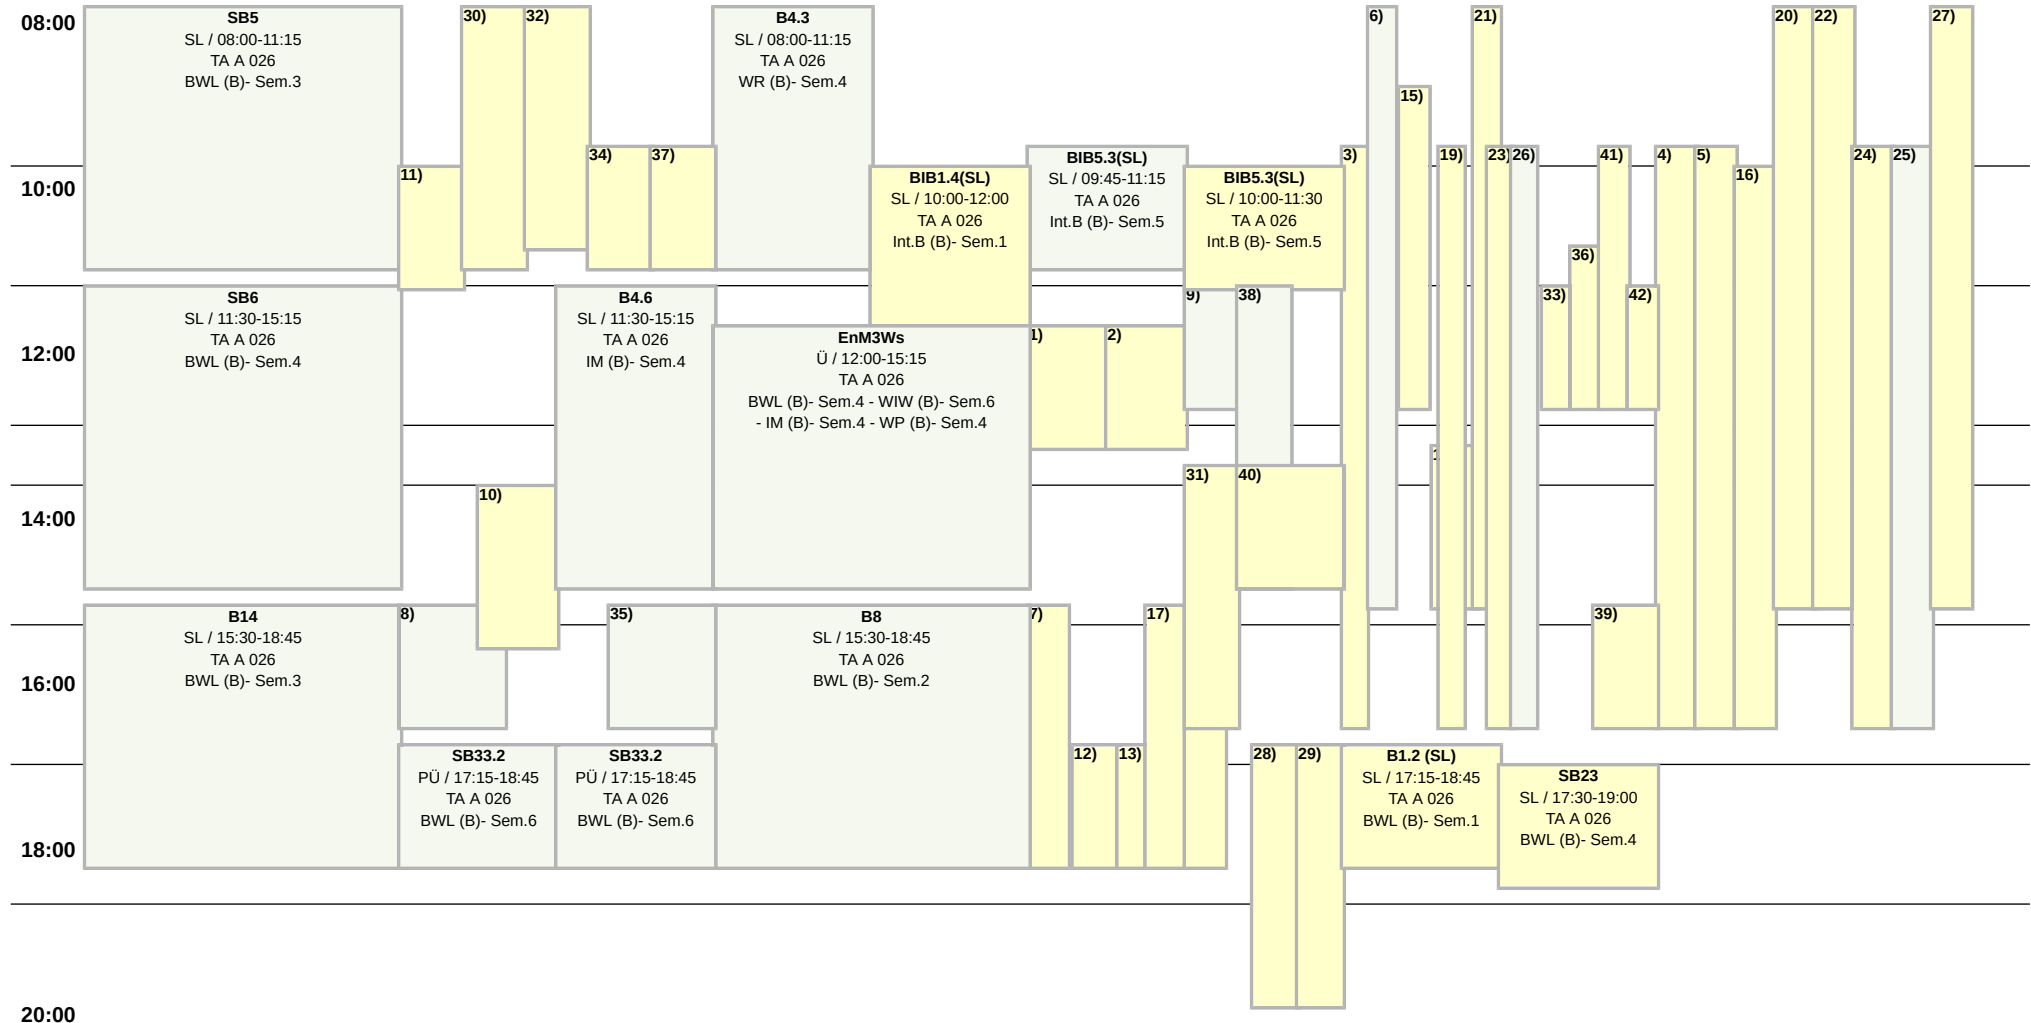 08:00
10:00
12:00
14:00
16:00
18:00
20:00
SB5
SL / 08:00-11:15
TA A 026
BWL (B)- Sem.3
30)
32)
B4.3
SL / 08:00-11:15
TA A 026
WR (B)- Sem.4
6)
21)
20)
22)
27)
15)
34)
37)
BIB5.3(SL)
SL / 09:45-11:15
TA A 026
Int.B (B)- Sem.5
3)
19)
23)
26)
41)
4)
5)
24)
25)
11)
BIB1.4(SL)
SL / 10:00-12:00
TA A 026
Int.B (B)- Sem.1
BIB5.3(SL)
SL / 10:00-11:30
TA A 026
Int.B (B)- Sem.5
16)
36)
SB6
SL / 11:30-15:15
TA A 026
BWL (B)- Sem.4
B4.6
SL / 11:30-15:15
TA A 026
IM (B)- Sem.4
9)
38)
33)
42)
EnM3Ws
Ü / 12:00-15:15
TA A 026
BWL (B)- Sem.4 - WIW (B)- Sem.6
- IM (B)- Sem.4 - WP (B)- Sem.4
1)
2)
31)
40)
10)
B14
SL / 15:30-18:45
TA A 026
BWL (B)- Sem.3
8)
35)
B8
SL / 15:30-18:45
TA A 026
BWL (B)- Sem.2
7)
17)
39)
SB33.2
PÜ / 17:15-18:45
TA A 026
BWL (B)- Sem.6
SB33.2
PÜ / 17:15-18:45
TA A 026
BWL (B)- Sem.6
12)
13)
28)
29)
B1.2 (SL)
SL / 17:15-18:45
TA A 026
BWL (B)- Sem.1
SB23
SL / 17:30-19:00
TA A 026
BWL (B)- Sem.4